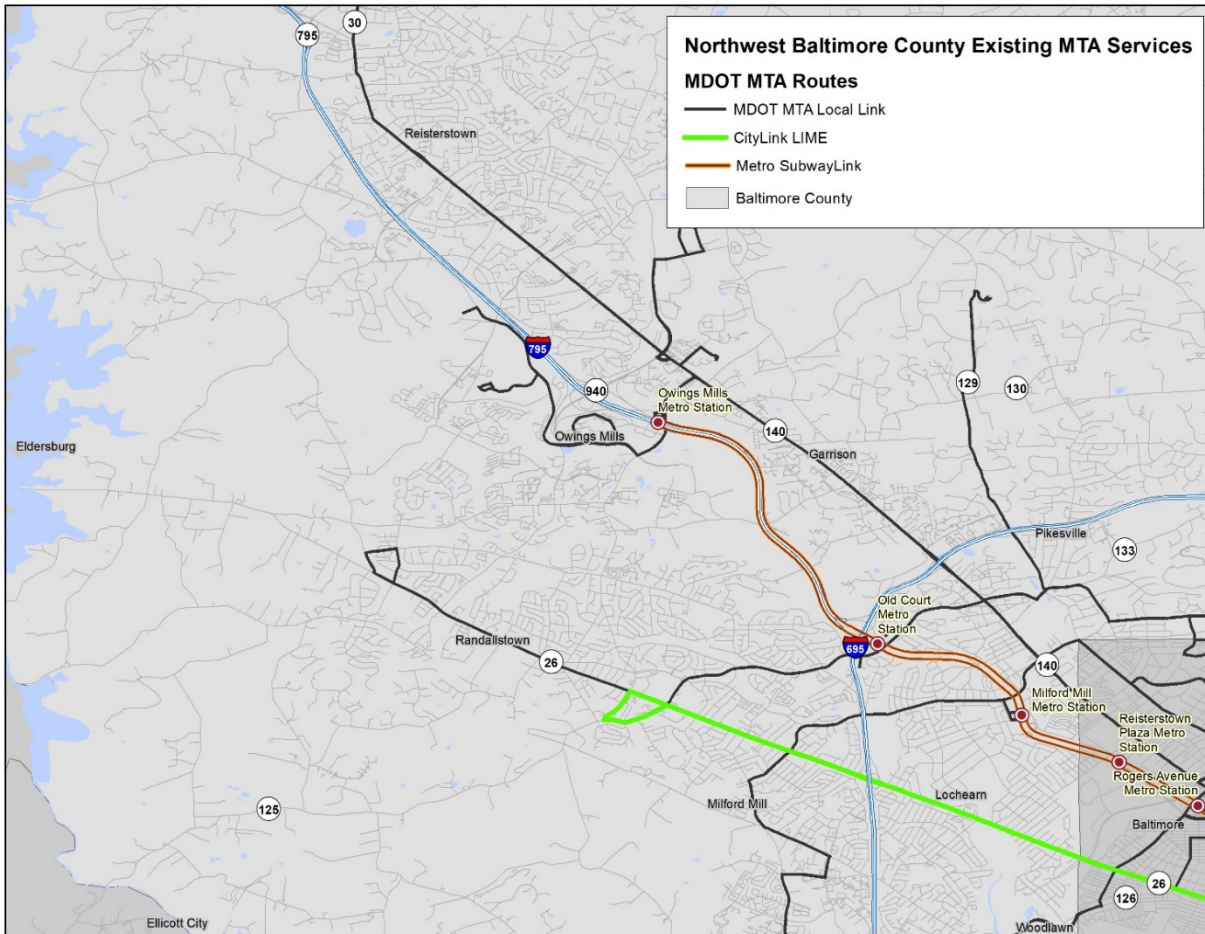 Northwest Baltimore County Existing MTA Services
MDOT MTA Routes
MDOT MTA Local Link
CityLink LIME
Metro SubwayLink
Baltimore County
30
795
Reisterstown
795
940
Owings Mills
Metro Station
129
130
Owings Mills
140
Garrison
Eldersburg
Pikesville
133
Old Court
Metro
Station
Randallstown
26
695
140
Milford Mill
Metro Station
Reisterstown
Plaza Metro
Station
Rogers Avenue
Metro Station
125
Milford Mill
Lochearn
Baltimore
26
126
Ellicott City
Woodlawn